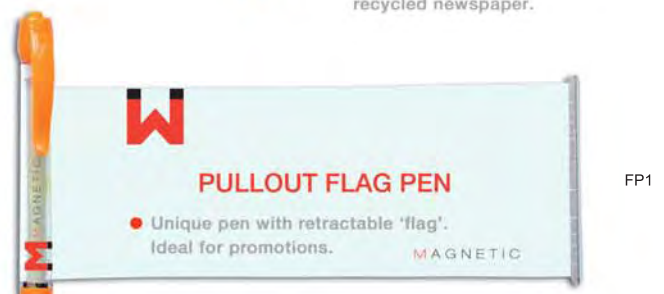 recycled newspaper.
PULLOUT FLAG PEN
Unique pen with retractable ‘flag’.
Ideal for promotions.
MAGNETIC
MAGNETIC
FP1